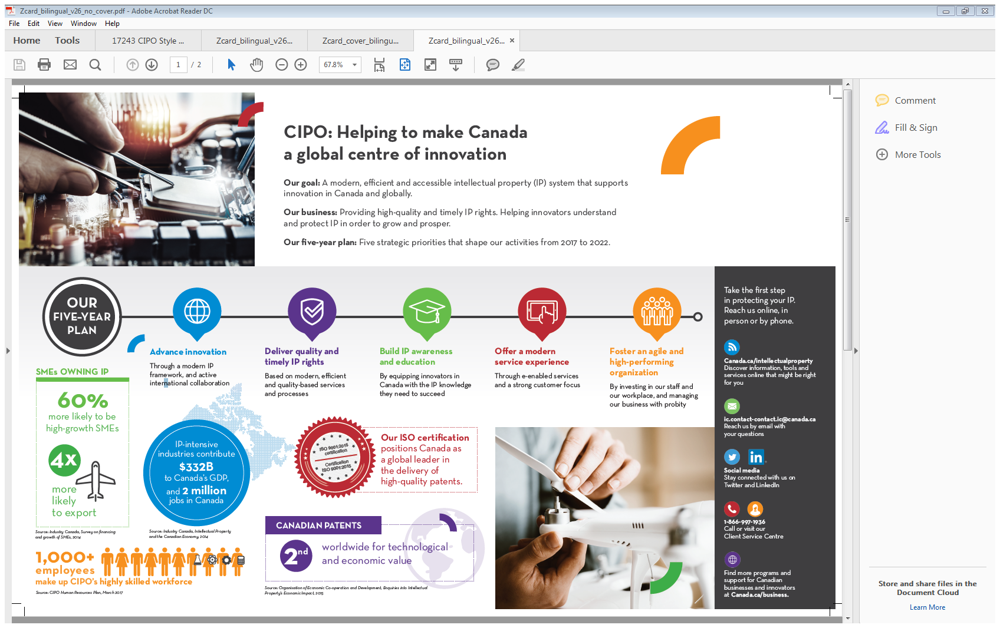 Zcard_bilingual_v26_no_cover.pdf - Adobe Acrobat Reader DC
File Edit View Window Help
Home Tools 17243 CIPO Style ... Zcard_bilingual_v26... Zcard_cover_bilingu... Zcard_bilingual_v26... ×
1 / 2 67.8%
Comment
Fill & Sign
More Tools
CIPO: Helping to make Canada
a global centre of innovation
Our goal: A modern, efficient and accessible intellectual property (IP) system that supports
innovation in Canada and globally.
Our business: Providing high-quality and timely IP rights. Helping innovators understand
and protect IP in order to grow and prosper.
Our five-year plan: Five strategic priorities that shape our activities from 2017 to 2022.
OUR
FIVE-YEAR
PLAN
Advance innovation
Through a modern IP
framework, and active
international collaboration
Deliver quality and
timely IP rights
Based on modern, efficient
and quality-based services
and processes
Build IP awareness
and education
By equipping innovators in
Canada with the IP knowledge
they need to succeed
Offer a modern
service experience
Through e-enabled services
and a strong customer focus
Foster an agile and
high-performing
organization
By investing in our staff and
our workplace, and managing
our business with probity
SMEs OWNING IP
60%
more likely to be
high-growth SMEs
4x
more
likely
to export
Source: Industry Canada, Survey on financing
and growth of SMEs, 2014
IP-intensive
industries contribute
$332B
to Canada's GDP,
and 2 million
jobs in Canada
Source: Industry Canada, Intellectual Property
and the Canadian Economy, 2014
ISO 9001:2015
certification
Certification
ISO 9001:2015
Our ISO certification
positions Canada as
a global leader in
the delivery of
high-quality patents.
CANADIAN PATENTS
2nd
worldwide for technological
and economic value
Source: Organisation of Economic Co-operation and Development, Enquiries into Intellectual
Property's Economic Impact, 2015
1,000+
employees
make up CIPO's highly skilled workforce
Source: CIPO Human Resources Plan, March 2017
Take the first step
in protecting your IP.
Reach us online, in
person or by phone.
Canada.ca/intellectualproperty
Discover information, tools and
services online that might be right
for you
ic.contact-contact.ic@canada.ca
Reach us by email with
your questions
in
Social media
Stay connected with us on
Twitter and LinkedIn
1-866-997-1936
Call or visit our
Client Service Centre
Find more programs and
support for Canadian
businesses and innovators
at Canada.ca/business.
Store and share files in the
Document Cloud
Learn More